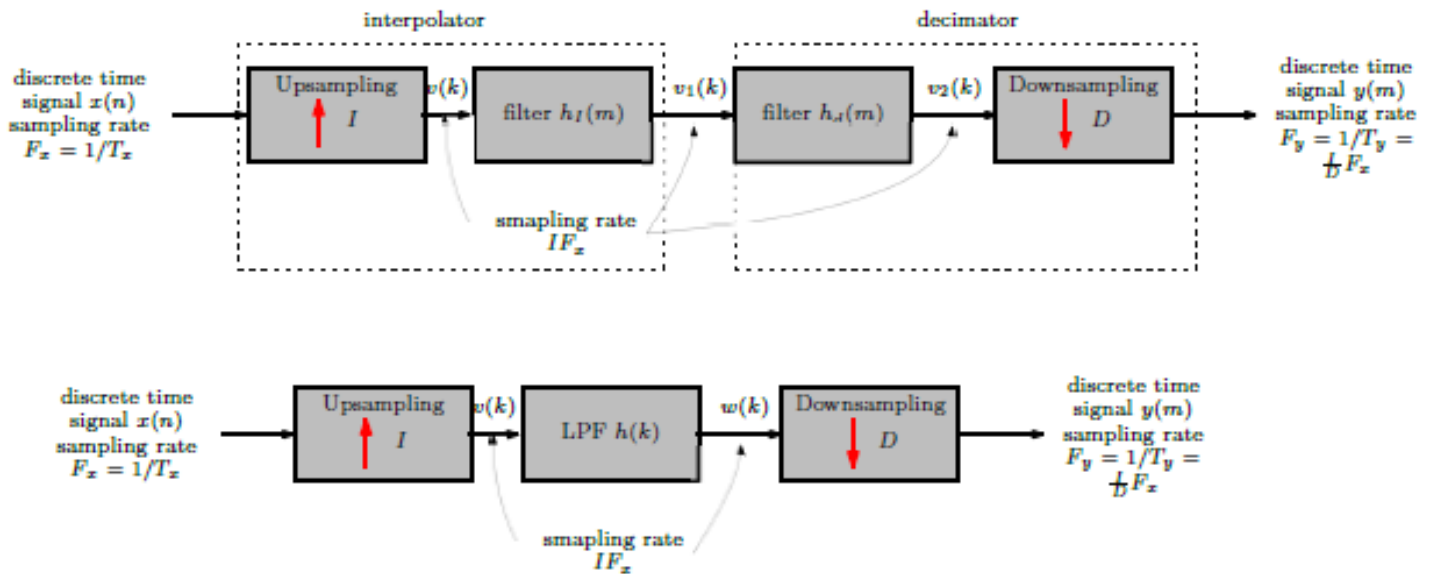 interpolator
decimator
discrete time
signal x(n)
sampling rate
F_x = 1/T_x
Upsampling
I
v(k)
filter h_I(m)
v_1(k)
filter h_d(m)
v_2(k)
Downsampling
D
discrete time
signal y(m)
sampling rate
F_y = 1/T_y =
I/D F_x
smapling rate
IF_x
discrete time
signal x(n)
sampling rate
F_x = 1/T_x
Upsampling
I
v(k)
LPF h(k)
w(k)
Downsampling
D
discrete time
signal y(m)
sampling rate
F_y = 1/T_y =
I/D F_x
smapling rate
IF_x